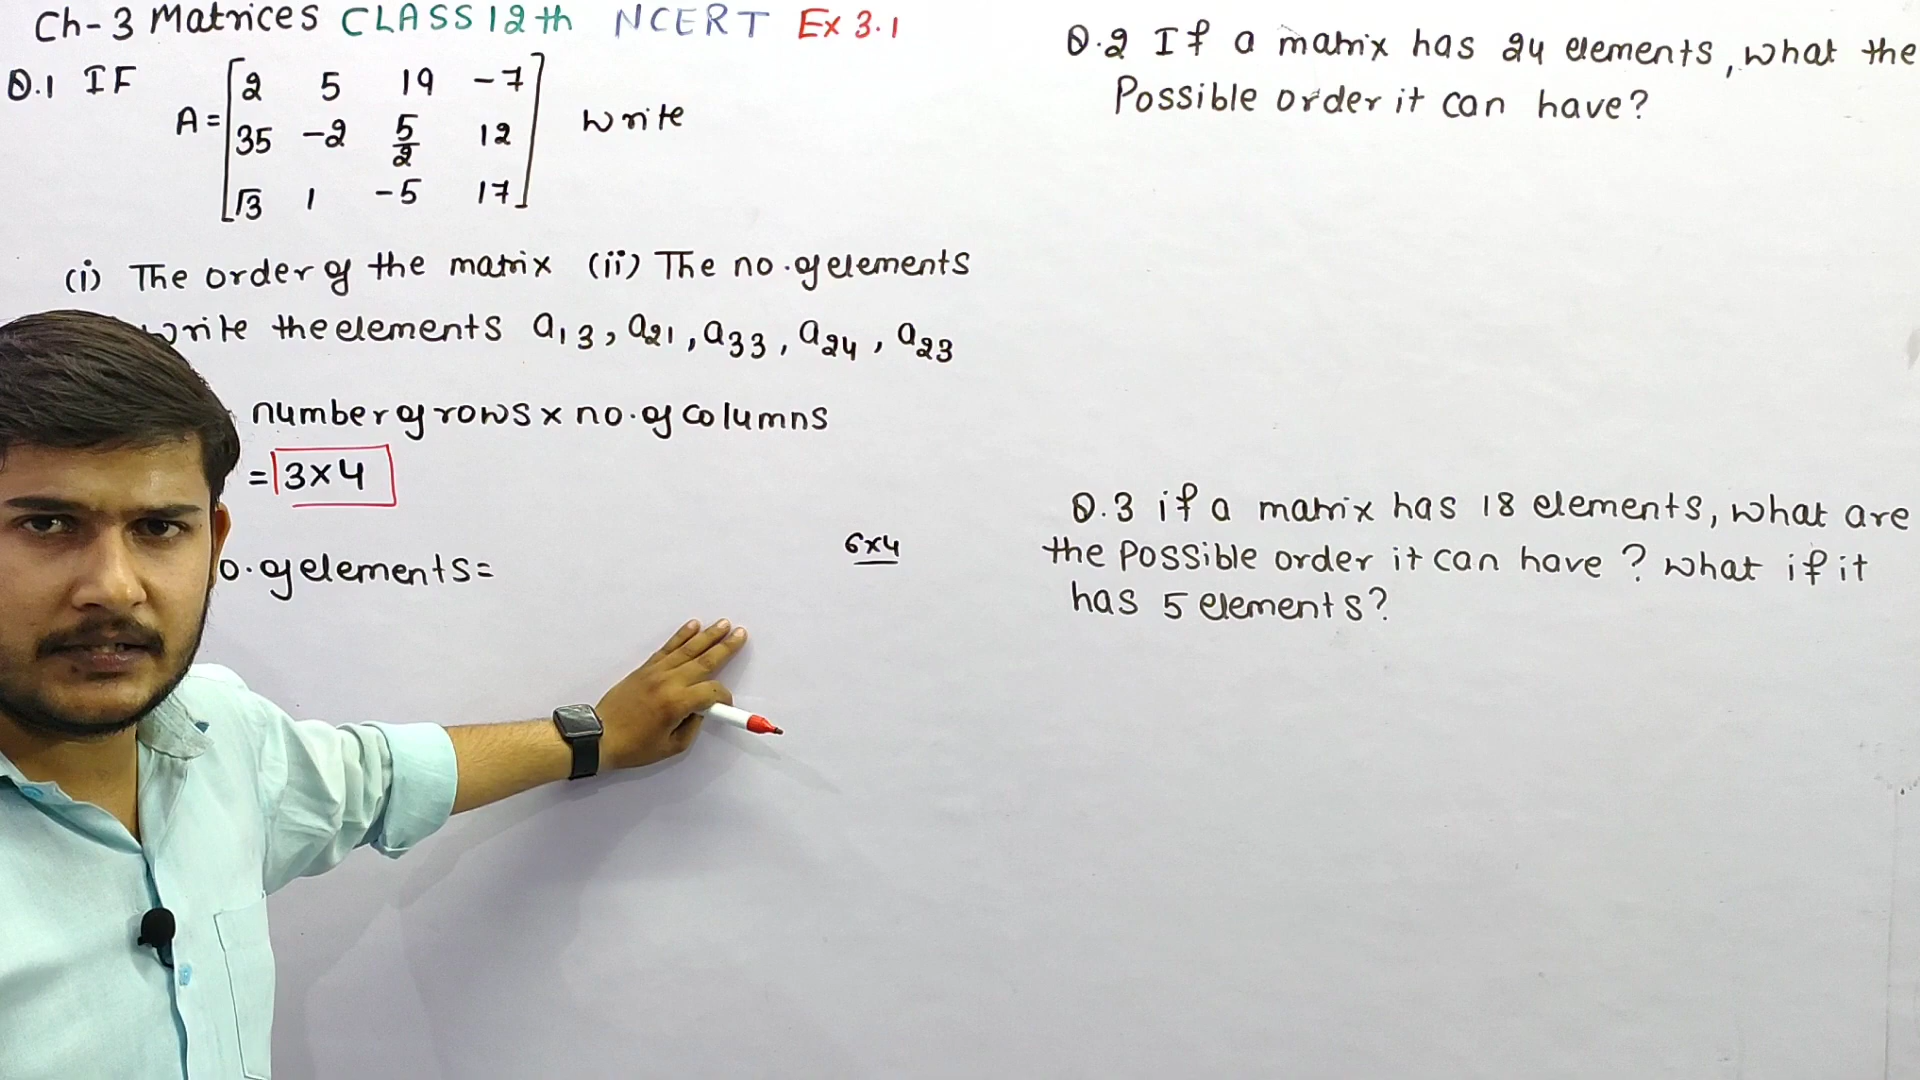 Ch-3 Matrices CLASS 12th NCERT Ex 3.1
Q.1 IF A = [2 5 19 -7
35 -2 5/2 12
√3 1 -5 17] write
(i) The order of the matrix (ii) The no. of elements
write the elements a13, a21, a33, a24, a23
number of rows x no. of columns
= 3x4
o. of elements =
6x4
Q.2 If a matrix has 24 elements, what the
Possible order it can have?
Q.3 if a matrix has 18 elements, what are
the possible order it can have? what if it
has 5 elements?